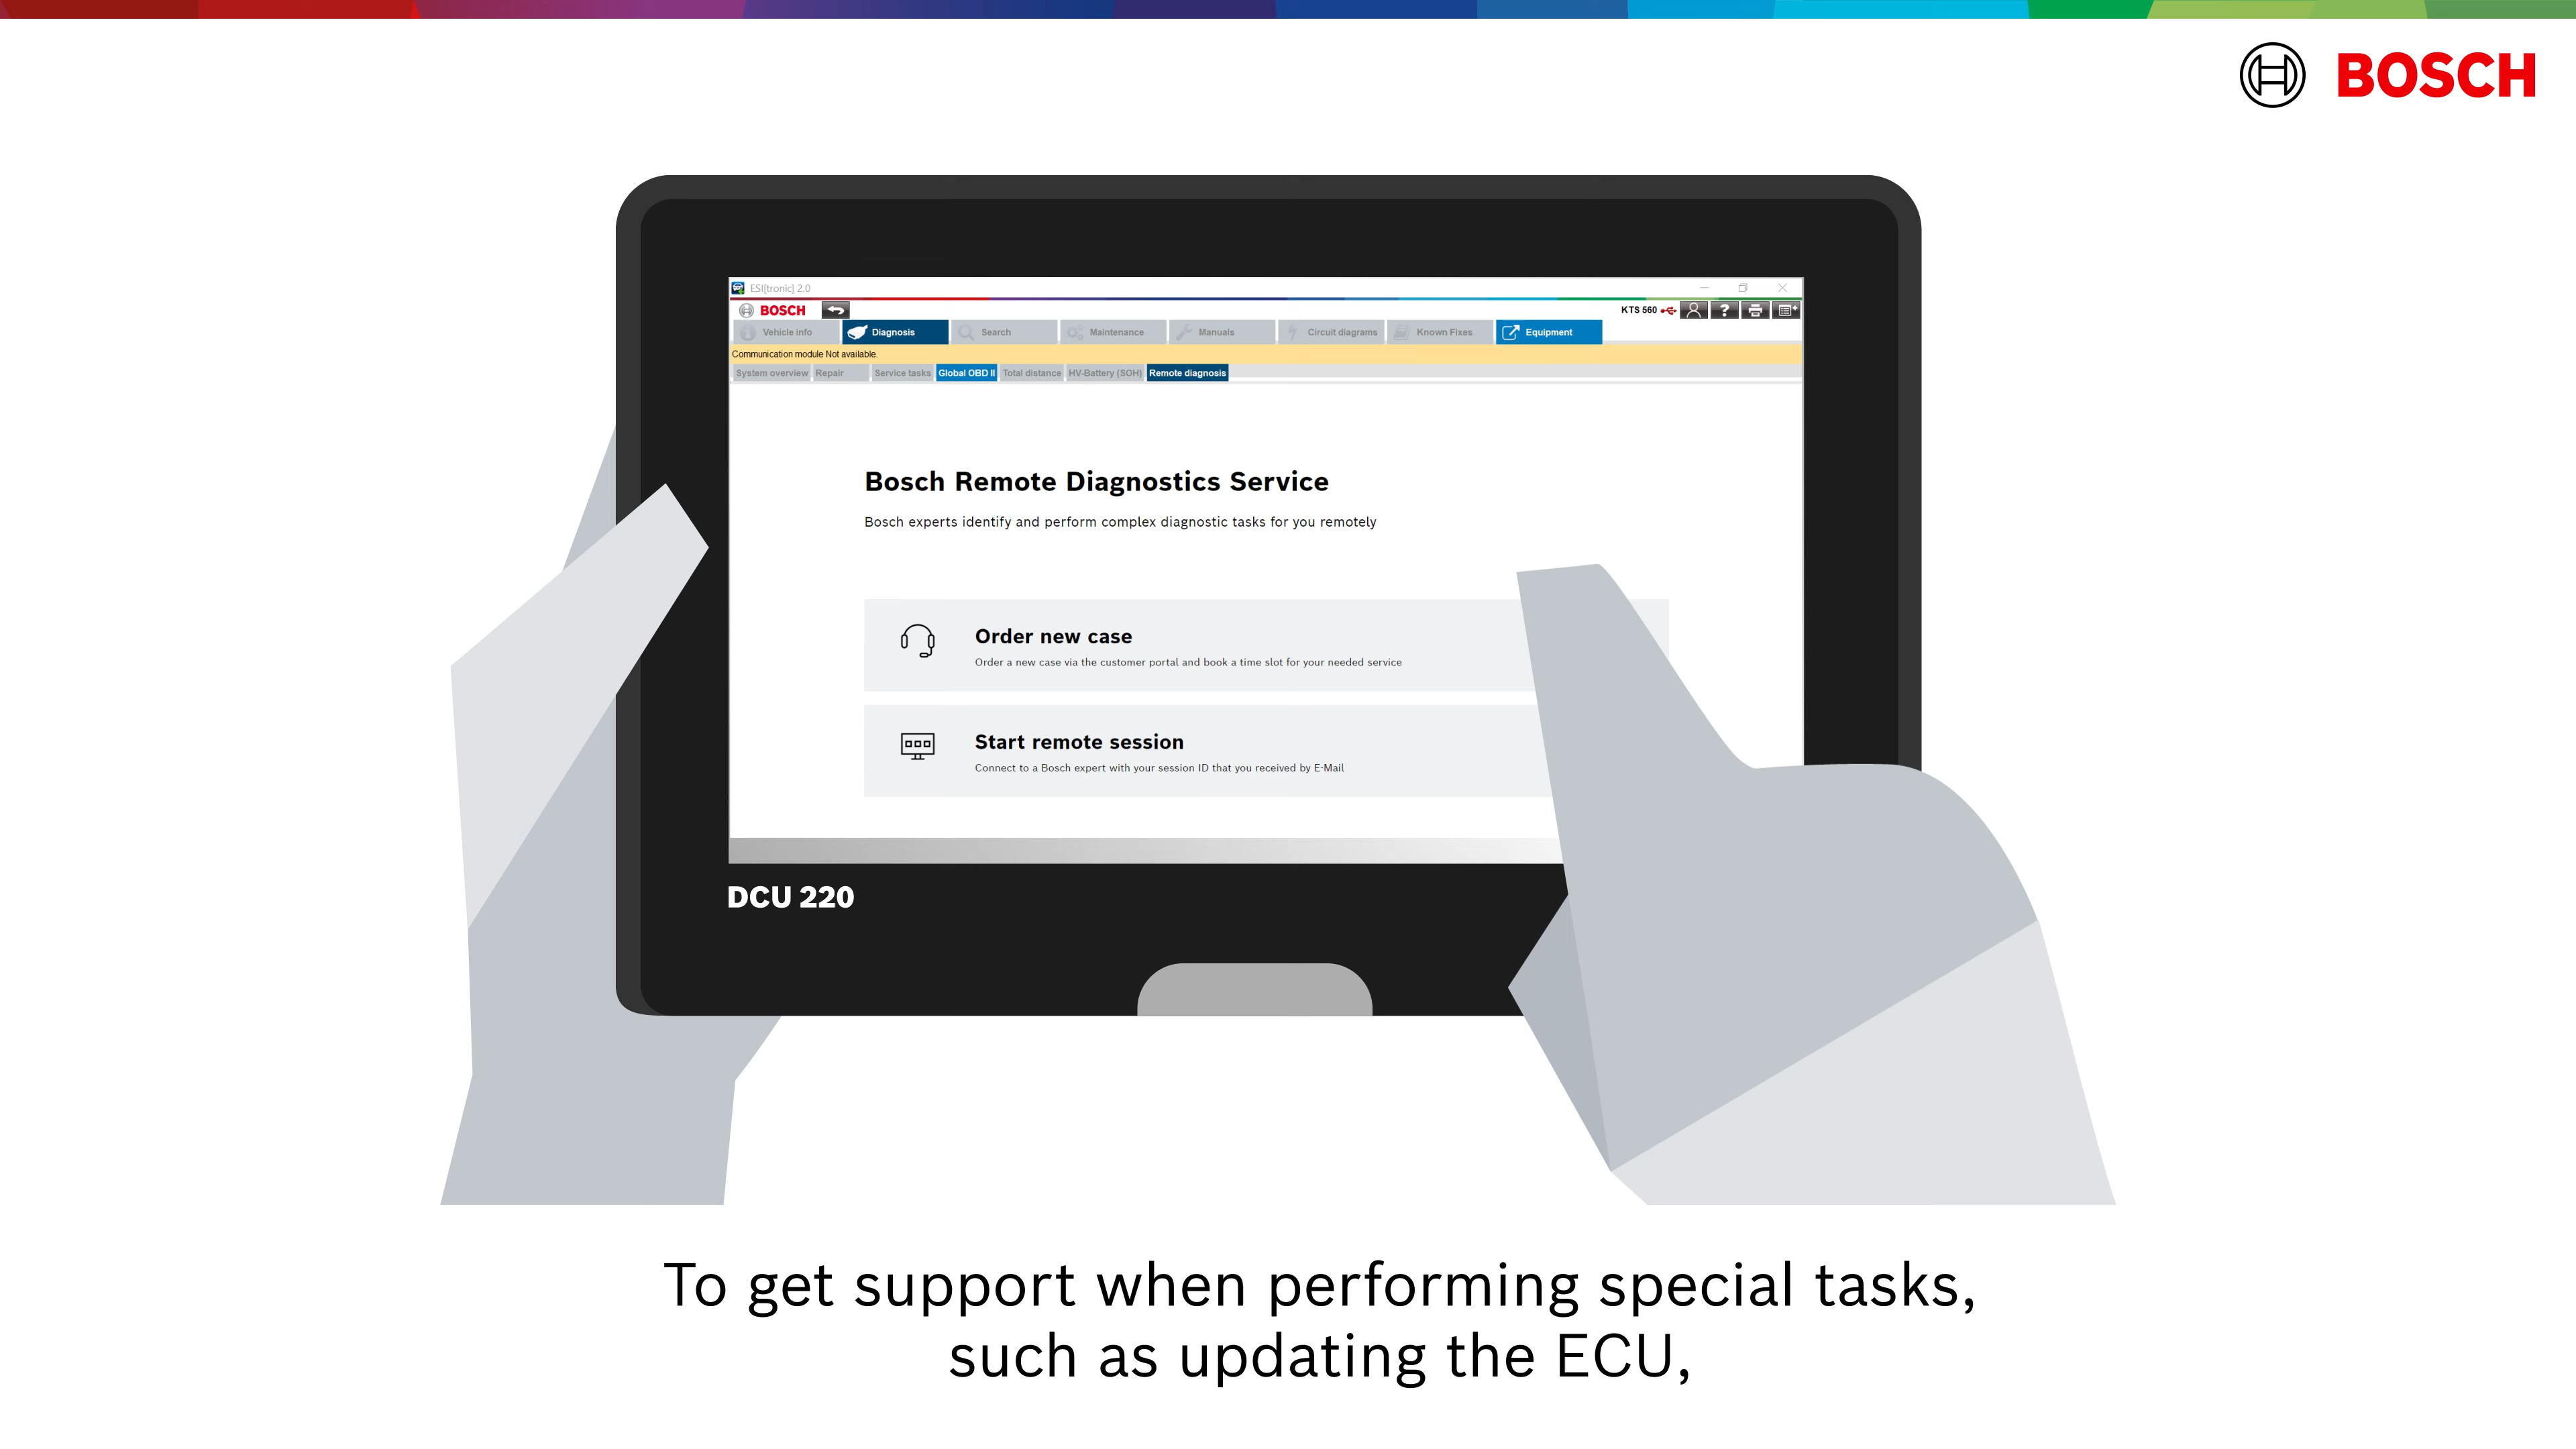 BOSCH
ESI[tronic] 2.0
BOSCH
KTS 560
Vehicle info Diagnosis Search Maintenance Manuals Circuit diagrams Known Fixes Equipment
Communication module Not available.
System overview Repair Service tasks Global OBD II Total distance HV-Battery (SOH) Remote diagnosis
Bosch Remote Diagnostics Service
Bosch experts identify and perform complex diagnostic tasks for you remotely
Order new case
Order a new case via the customer portal and book a time slot for your needed service
Start remote session
Connect to a Bosch expert with your session ID that you received by E-Mail
DCU 220
To get support when performing special tasks,
such as updating the ECU,